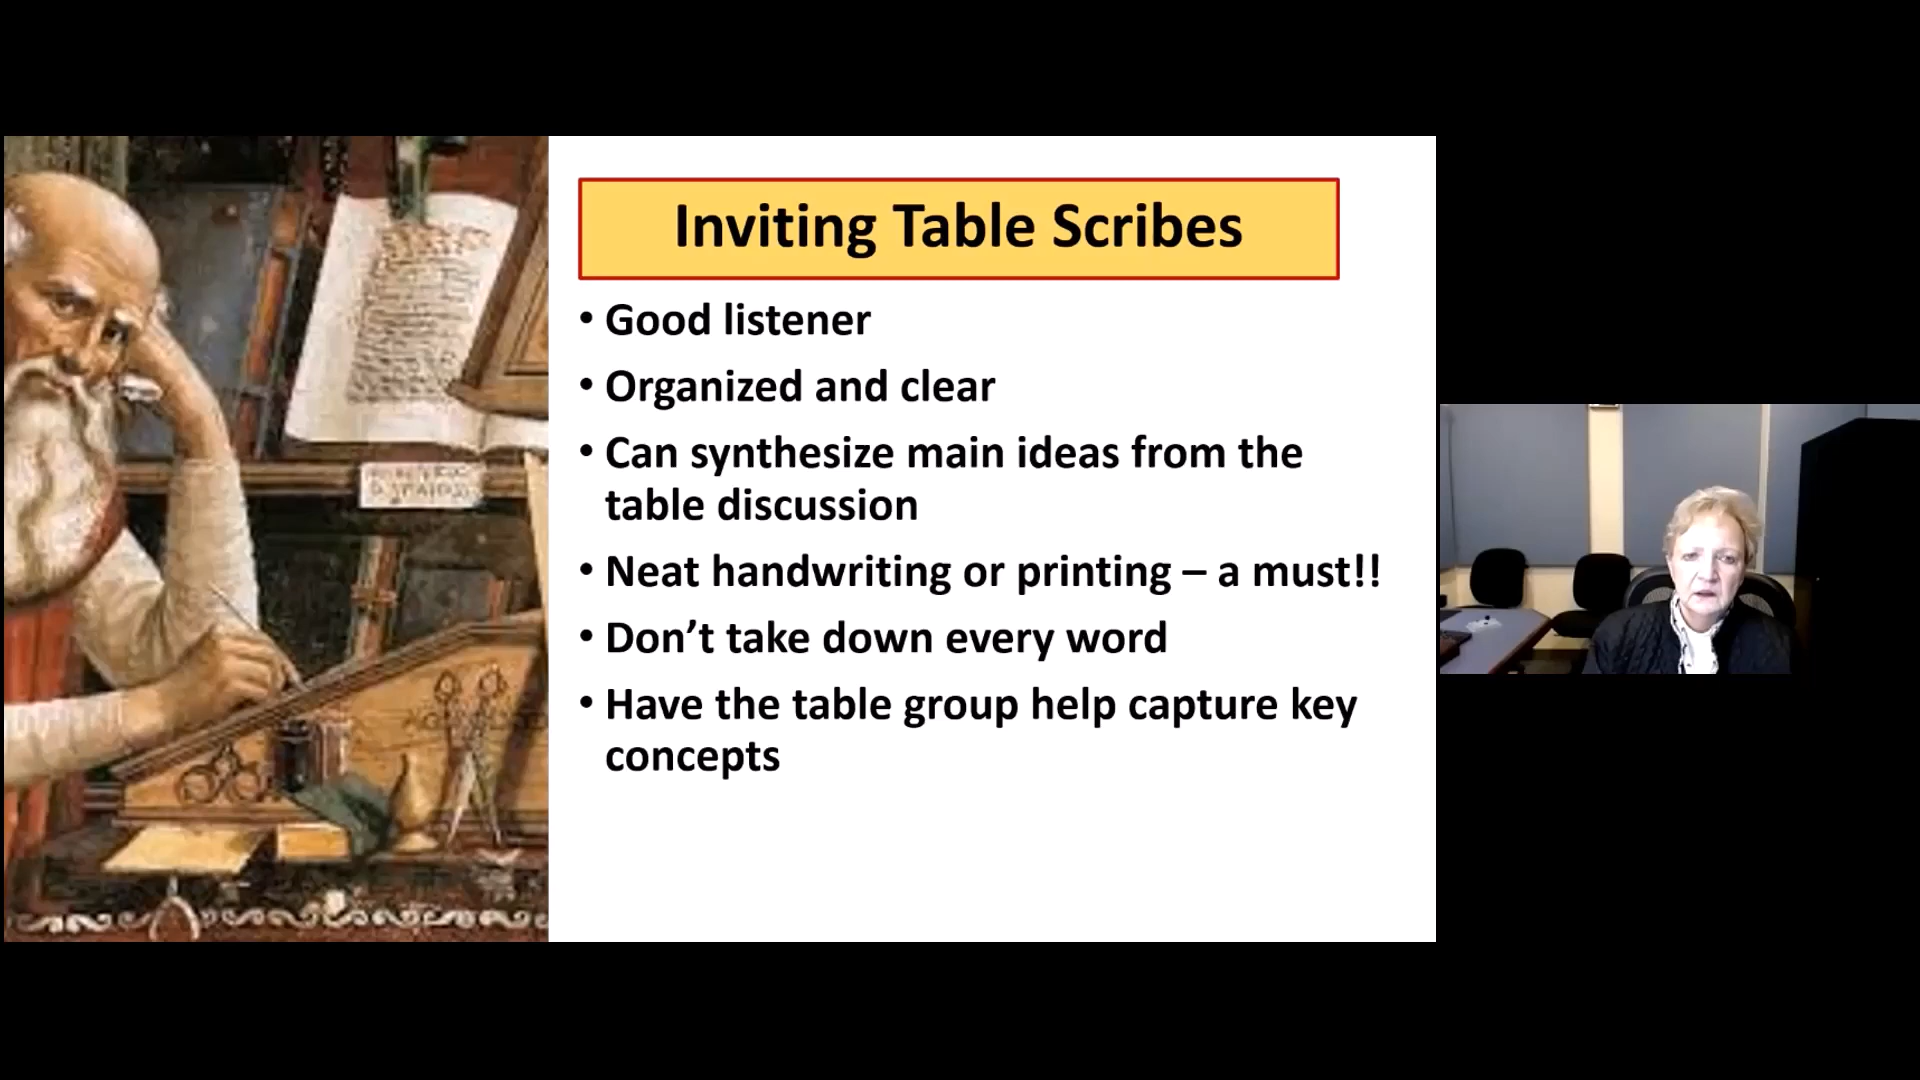 Inviting Table Scribes
• Good listener
• Organized and clear
• Can synthesize main ideas from the
table discussion
• Neat handwriting or printing – a must!!
• Don’t take down every word
• Have the table group help capture key
concepts